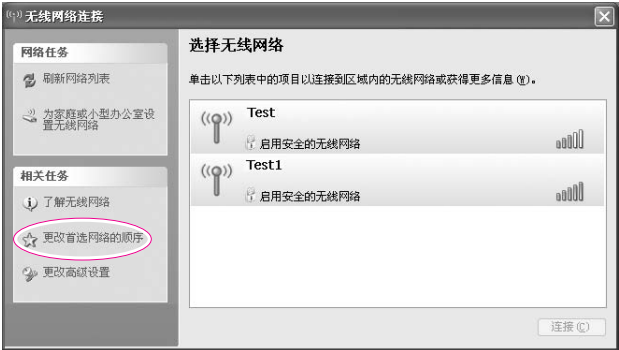 无线网络连接
网络任务
刷新网络列表
为家庭或小型办公室设
置无线网络
相关任务
了解无线网络
更改首选网络的顺序
更改高级设置
选择无线网络
单击以下列表中的项目以连接到区域内的无线网络或获得更多信息(W)。
Test
启用安全的无线网络
Test1
启用安全的无线网络
连接(C)